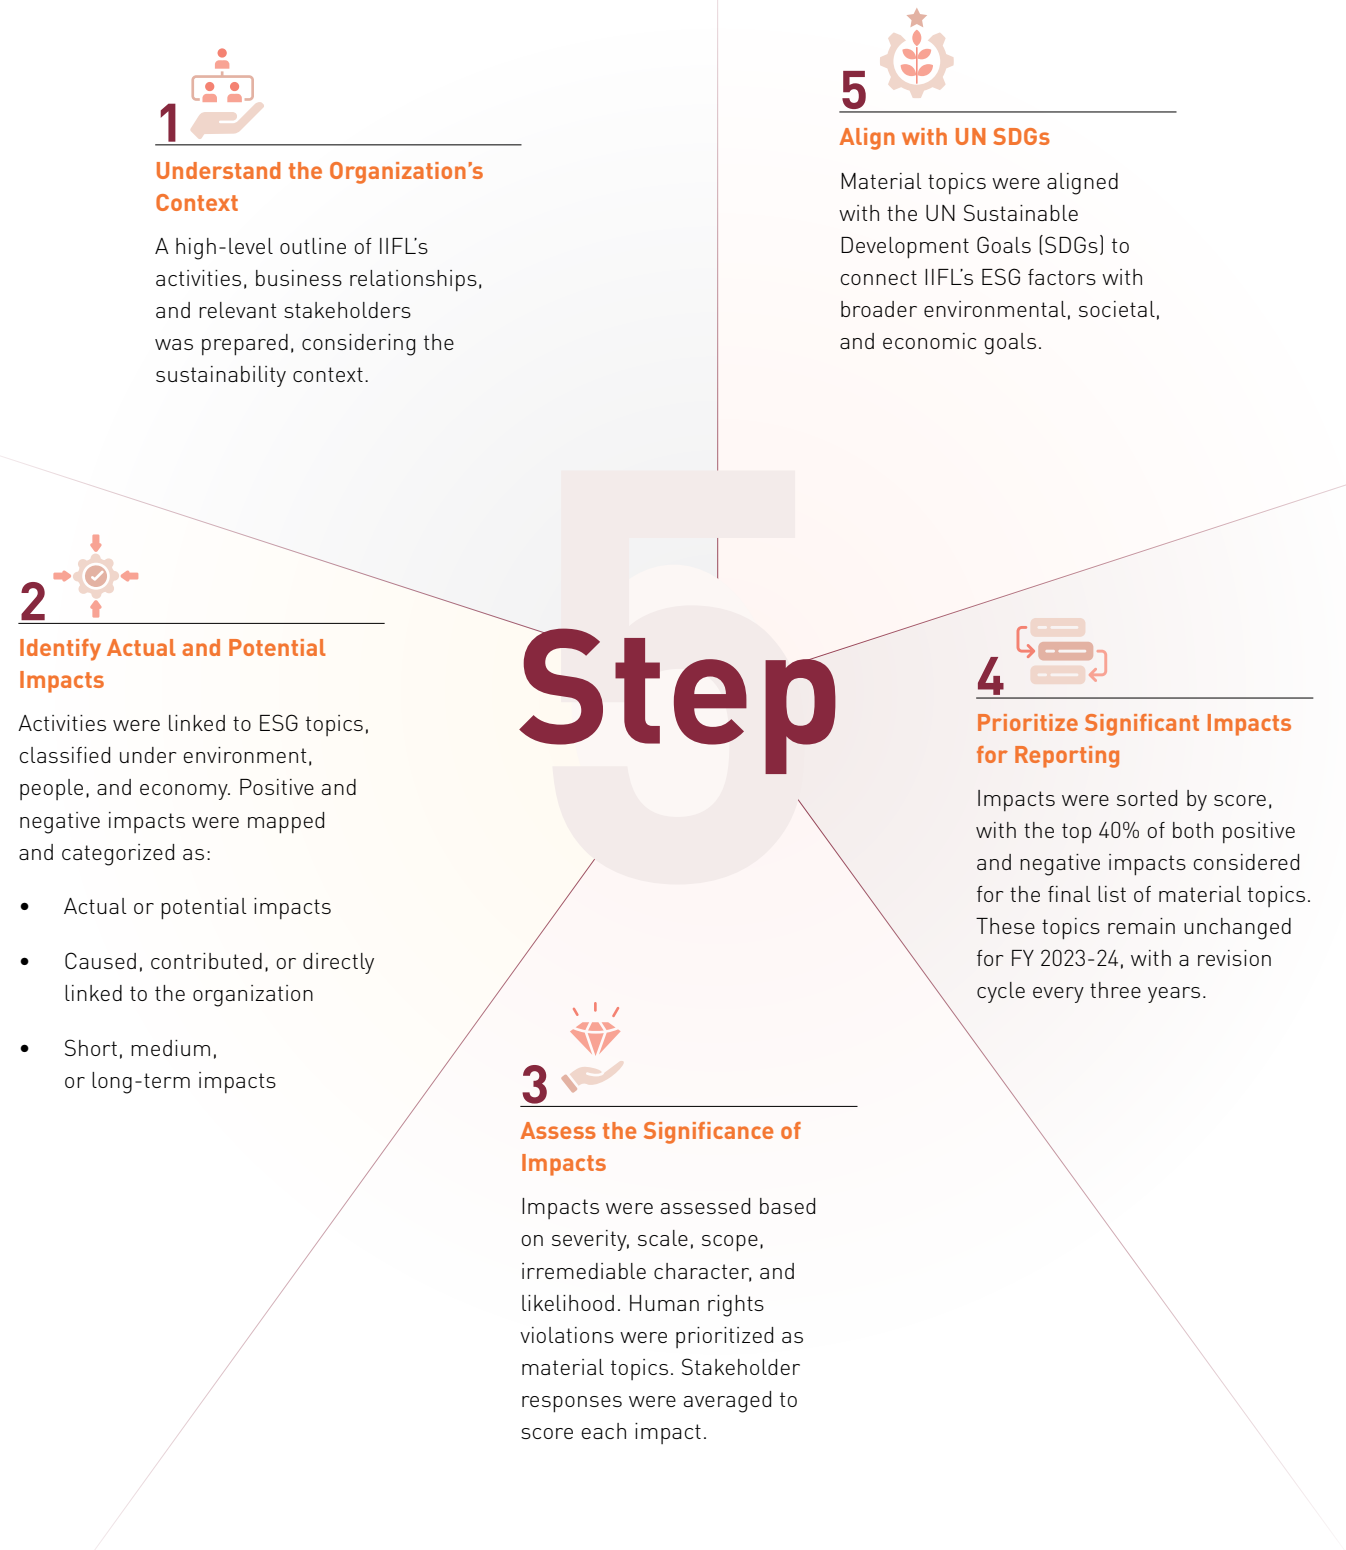 1
Understand the Organization’s
Context
A high-level outline of IIFL’s
activities, business relationships,
and relevant stakeholders
was prepared, considering the
sustainability context.
2
Identify Actual and Potential
Impacts
Activities were linked to ESG topics,
classified under environment,
people, and economy. Positive and
negative impacts were mapped
and categorized as:
• Actual or potential impacts
• Caused, contributed, or directly
linked to the organization
• Short, medium,
or long-term impacts
3
Assess the Significance of
Impacts
Impacts were assessed based
on severity, scale, scope,
irremediable character, and
likelihood. Human rights
violations were prioritized as
material topics. Stakeholder
responses were averaged to
score each impact.
4
Prioritize Significant Impacts
for Reporting
Impacts were sorted by score,
with the top 40% of both positive
and negative impacts considered
for the final list of material topics.
These topics remain unchanged
for FY 2023-24, with a revision
cycle every three years.
5
Align with UN SDGs
Material topics were aligned
with the UN Sustainable
Development Goals (SDGs) to
connect IIFL’s ESG factors with
broader environmental, societal,
and economic goals.
5
Step